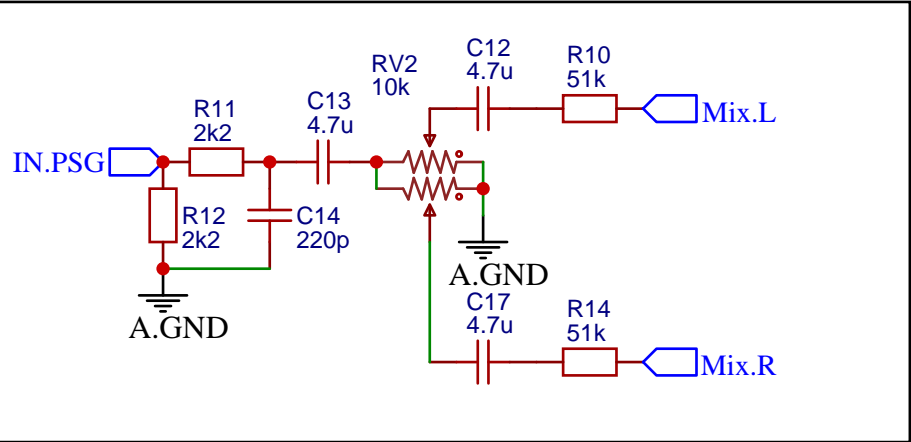 C12
4.7u
R10
51k
Mix.L
RV2
10k
C13
4.7u
R11
2k2
IN.PSG
R12
2k2
C14
220p
A.GND
A.GND
C17
4.7u
R14
51k
Mix.R